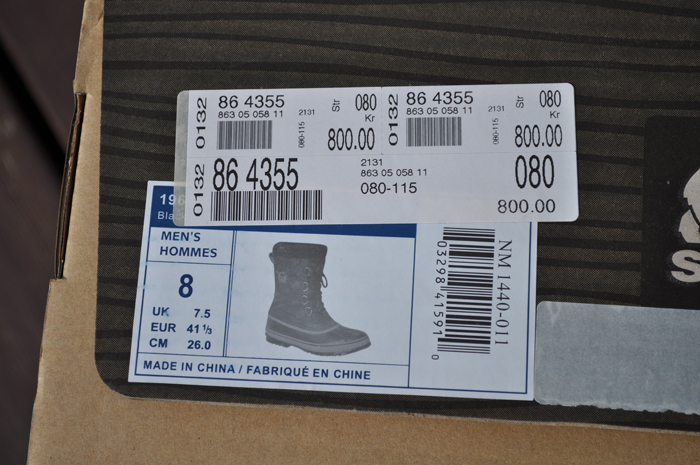 0132
86 4355
863 05 058 11
2131
080-115
Str
080
Kr
800.00
0132
86 4355
863 05 058 11
2131
080-115
Str
080
Kr
800.00
0132
86 4355
2131
863 05 058 11
080-115
080
800.00
MEN'S
HOMMES
8
UK 7.5
EUR 41 1/3
CM 26.0
MADE IN CHINA / FABRIQUÉ EN CHINE
NM 1440-011
03298 41591 0
S